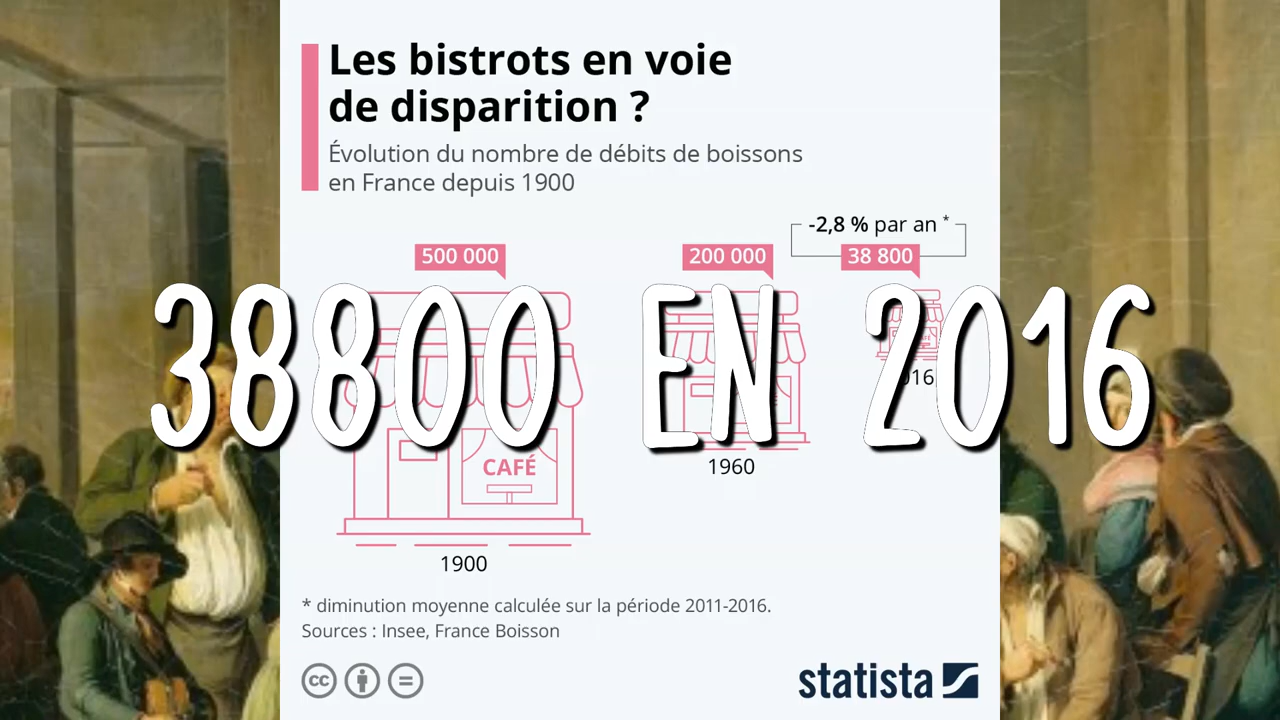 Les bistrots en voie
de disparition ?
Évolution du nombre de débits de boissons
en France depuis 1900
-2,8 % par an *
500 000
200 000
38 800
38800 EN 2016
CAFÉ
1960
1900
* diminution moyenne calculée sur la période 2011-2016.
Sources : Insee, France Boisson
cc
statista